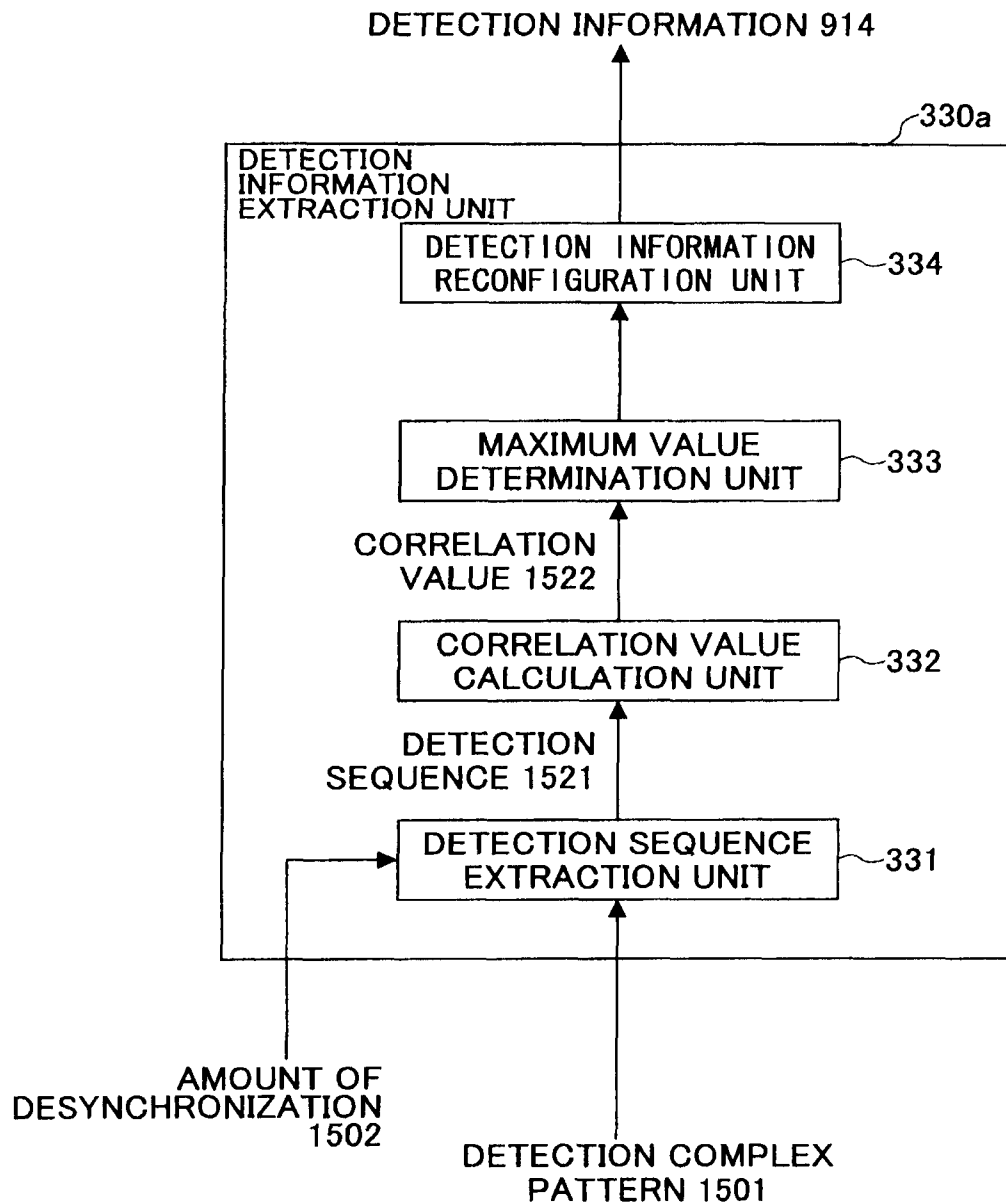 DETECTION INFORMATION 914
330a
DETECTION
INFORMATION
EXTRACTION UNIT
DETECTION INFORMATION
RECONFIGURATION UNIT
334
MAXIMUM VALUE
DETERMINATION UNIT
333
CORRELATION
VALUE 1522
CORRELATION VALUE
CALCULATION UNIT
332
DETECTION
SEQUENCE 1521
DETECTION SEQUENCE
EXTRACTION UNIT
331
AMOUNT OF
DESYNCHRONIZATION
1502
DETECTION COMPLEX
PATTERN 1501